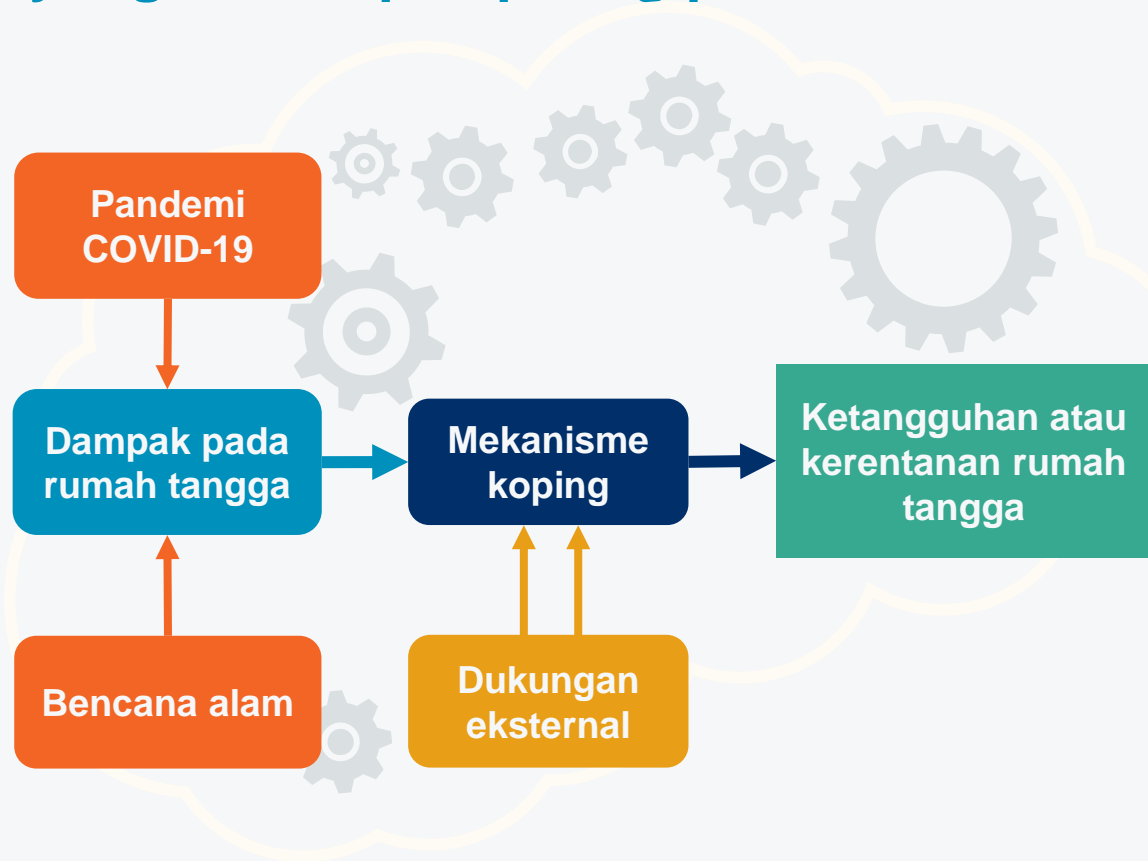 Pandemi
COVID-19
Dampak pada
rumah tangga
Mekanisme
koping
Ketangguhan atau
kerentanan rumah
tangga
Bencana alam
Dukungan
eksternal